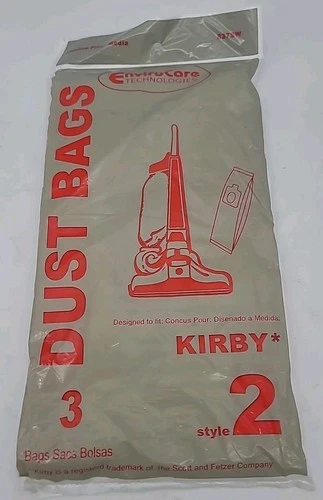 Media
EnviroCare
TECHNOLOGIES
3 DUST BAGS
Designed to fit; Concus Pour; Disenado a Medida;
KIRBY*
style 2
Bags Sacs Bolsas
Kirby is a registered trademark of The Scott and Fetzer Company